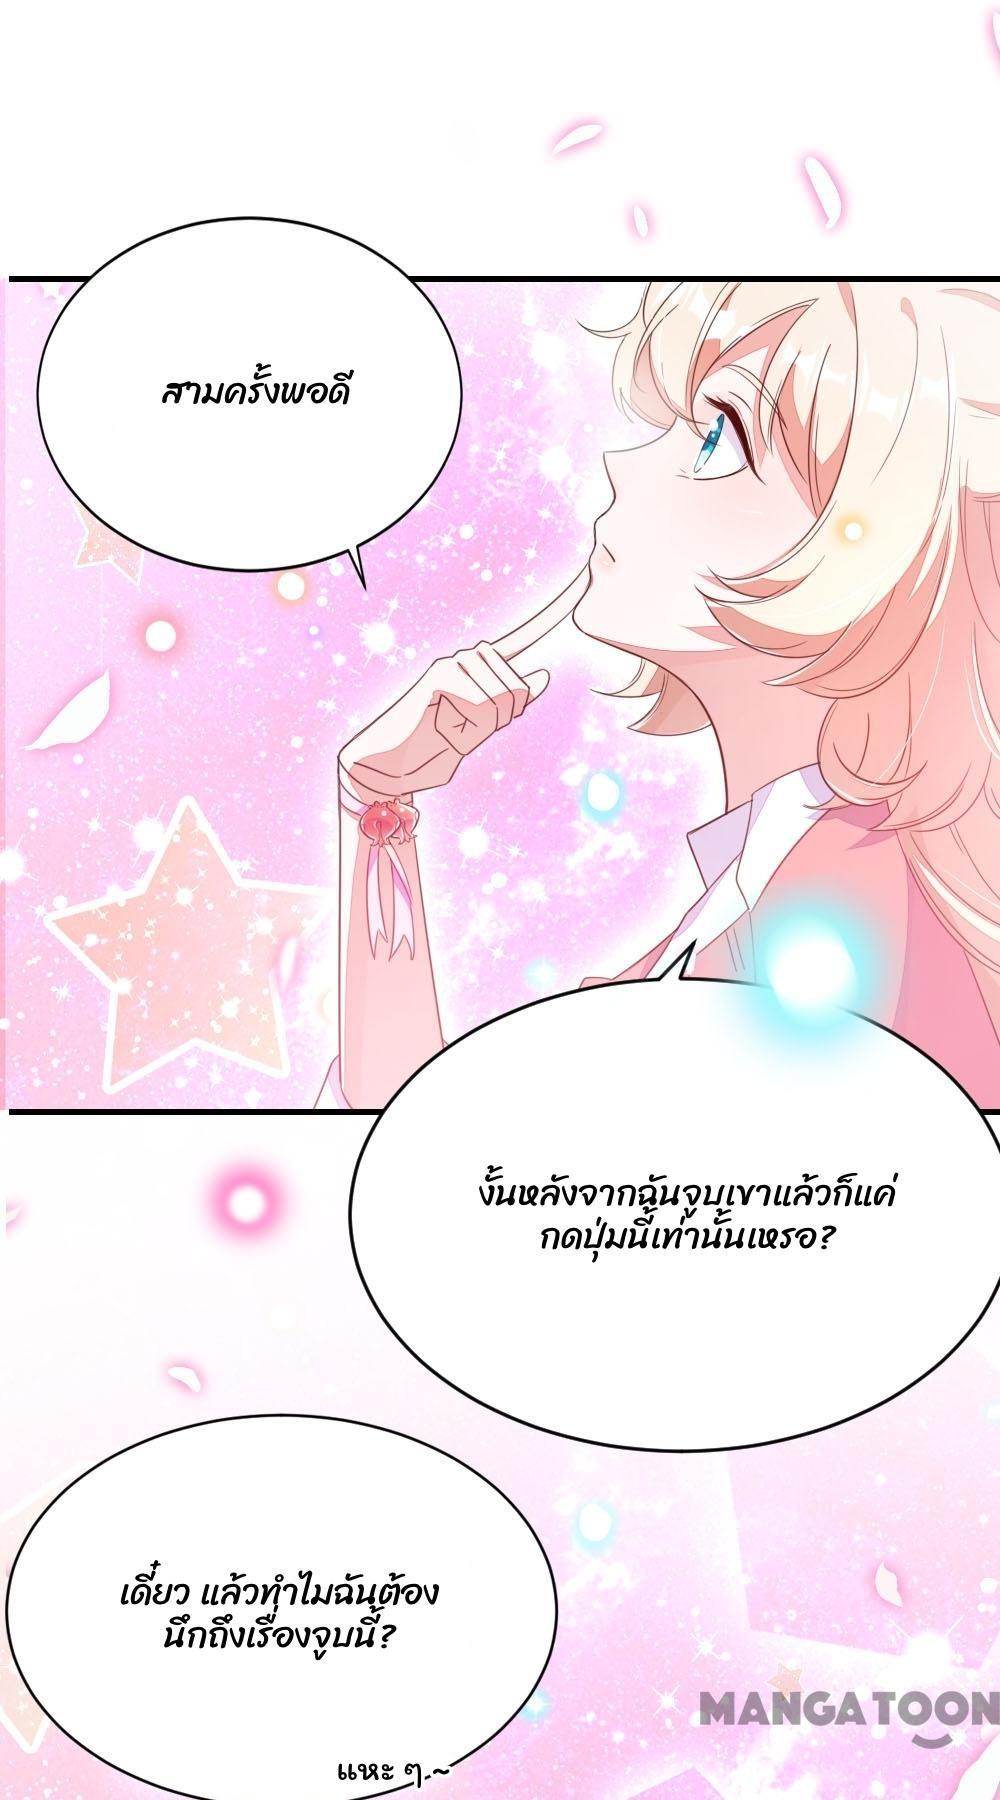 สามครั้งพอดี
งั้นหลังจากฉันจูบเขาแล้วก็แค่
กดปุ่มนี้เท่านั้นเหรอ?
เดี๋ยว แล้วทำไมฉันต้อง
นึกถึงเรื่องจูบนี้?
แหะ ๆ ~
MANGATOON